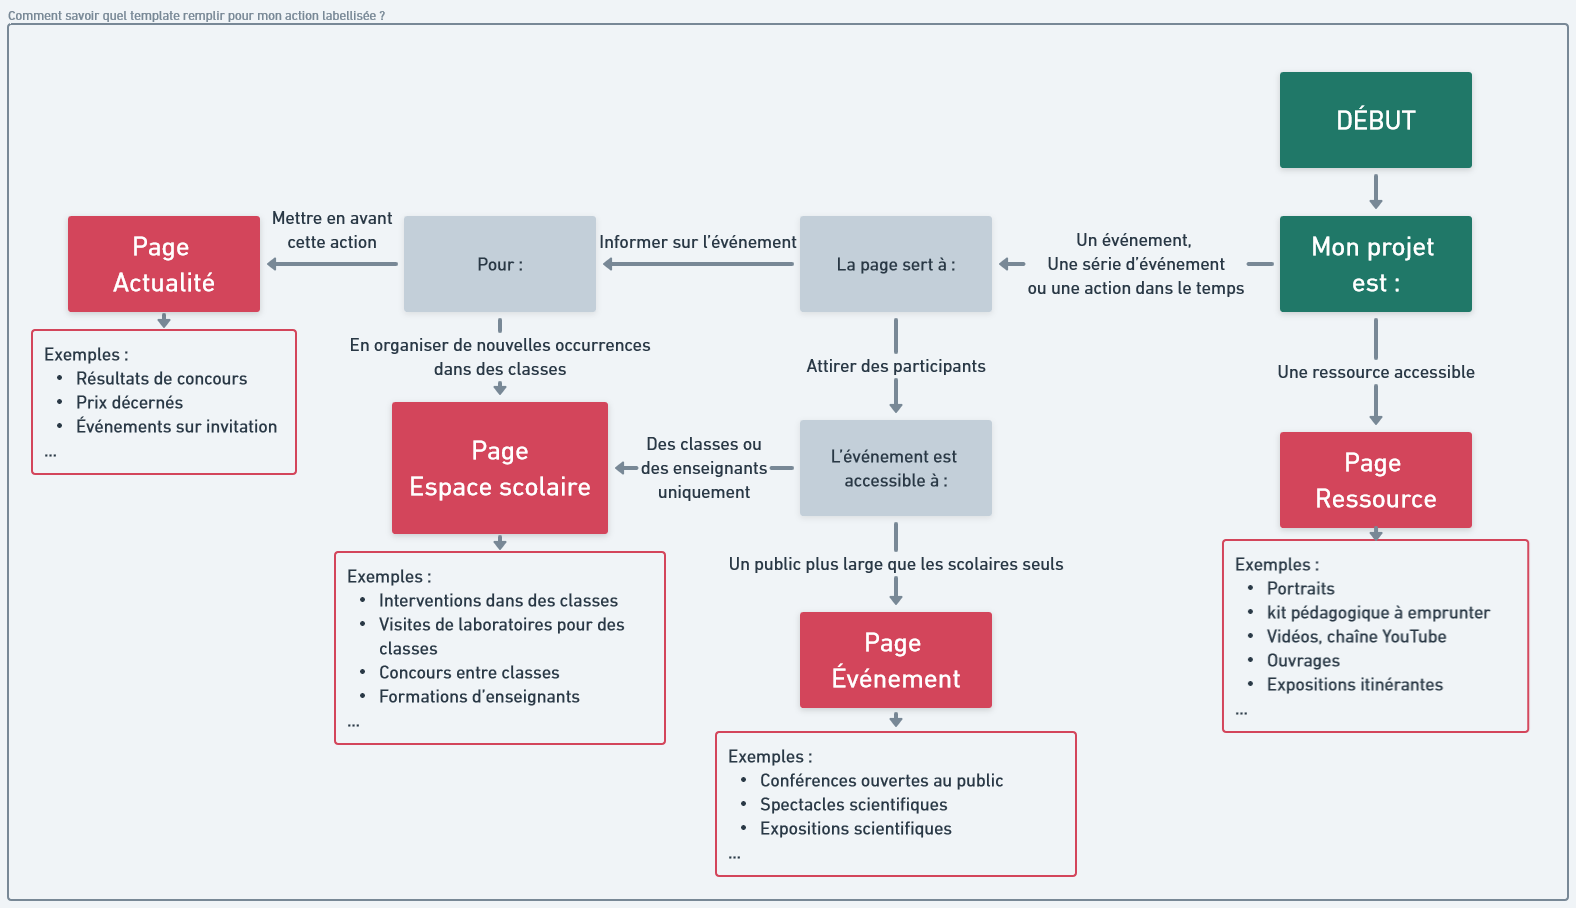 Comment savoir quel template remplir pour mon action labellisée ?
DÉBUT
Mon projet
est :
Un événement,
Une série d’événement
ou une action dans le temps
La page sert à :
Informer sur l’événement
Pour :
Mettre en avant
cette action
Page
Actualité
Exemples :
• Résultats de concours
• Prix décernés
• Événements sur invitation
...
En organiser de nouvelles occurrences
dans des classes
Page
Espace scolaire
Exemples :
• Interventions dans des classes
• Visites de laboratoires pour des
classes
• Concours entre classes
• Formations d’enseignants
...
Attirer des participants
L’événement est
accessible à :
Des classes ou
des enseignants
uniquement
Un public plus large que les scolaires seuls
Page
Événement
Exemples :
• Conférences ouvertes au public
• Spectacles scientifiques
• Expositions scientifiques
...
Une ressource accessible
Page
Ressource
Exemples :
• Portraits
• kit pédagogique à emprunter
• Vidéos, chaîne YouTube
• Ouvrages
• Expositions itinérantes
...